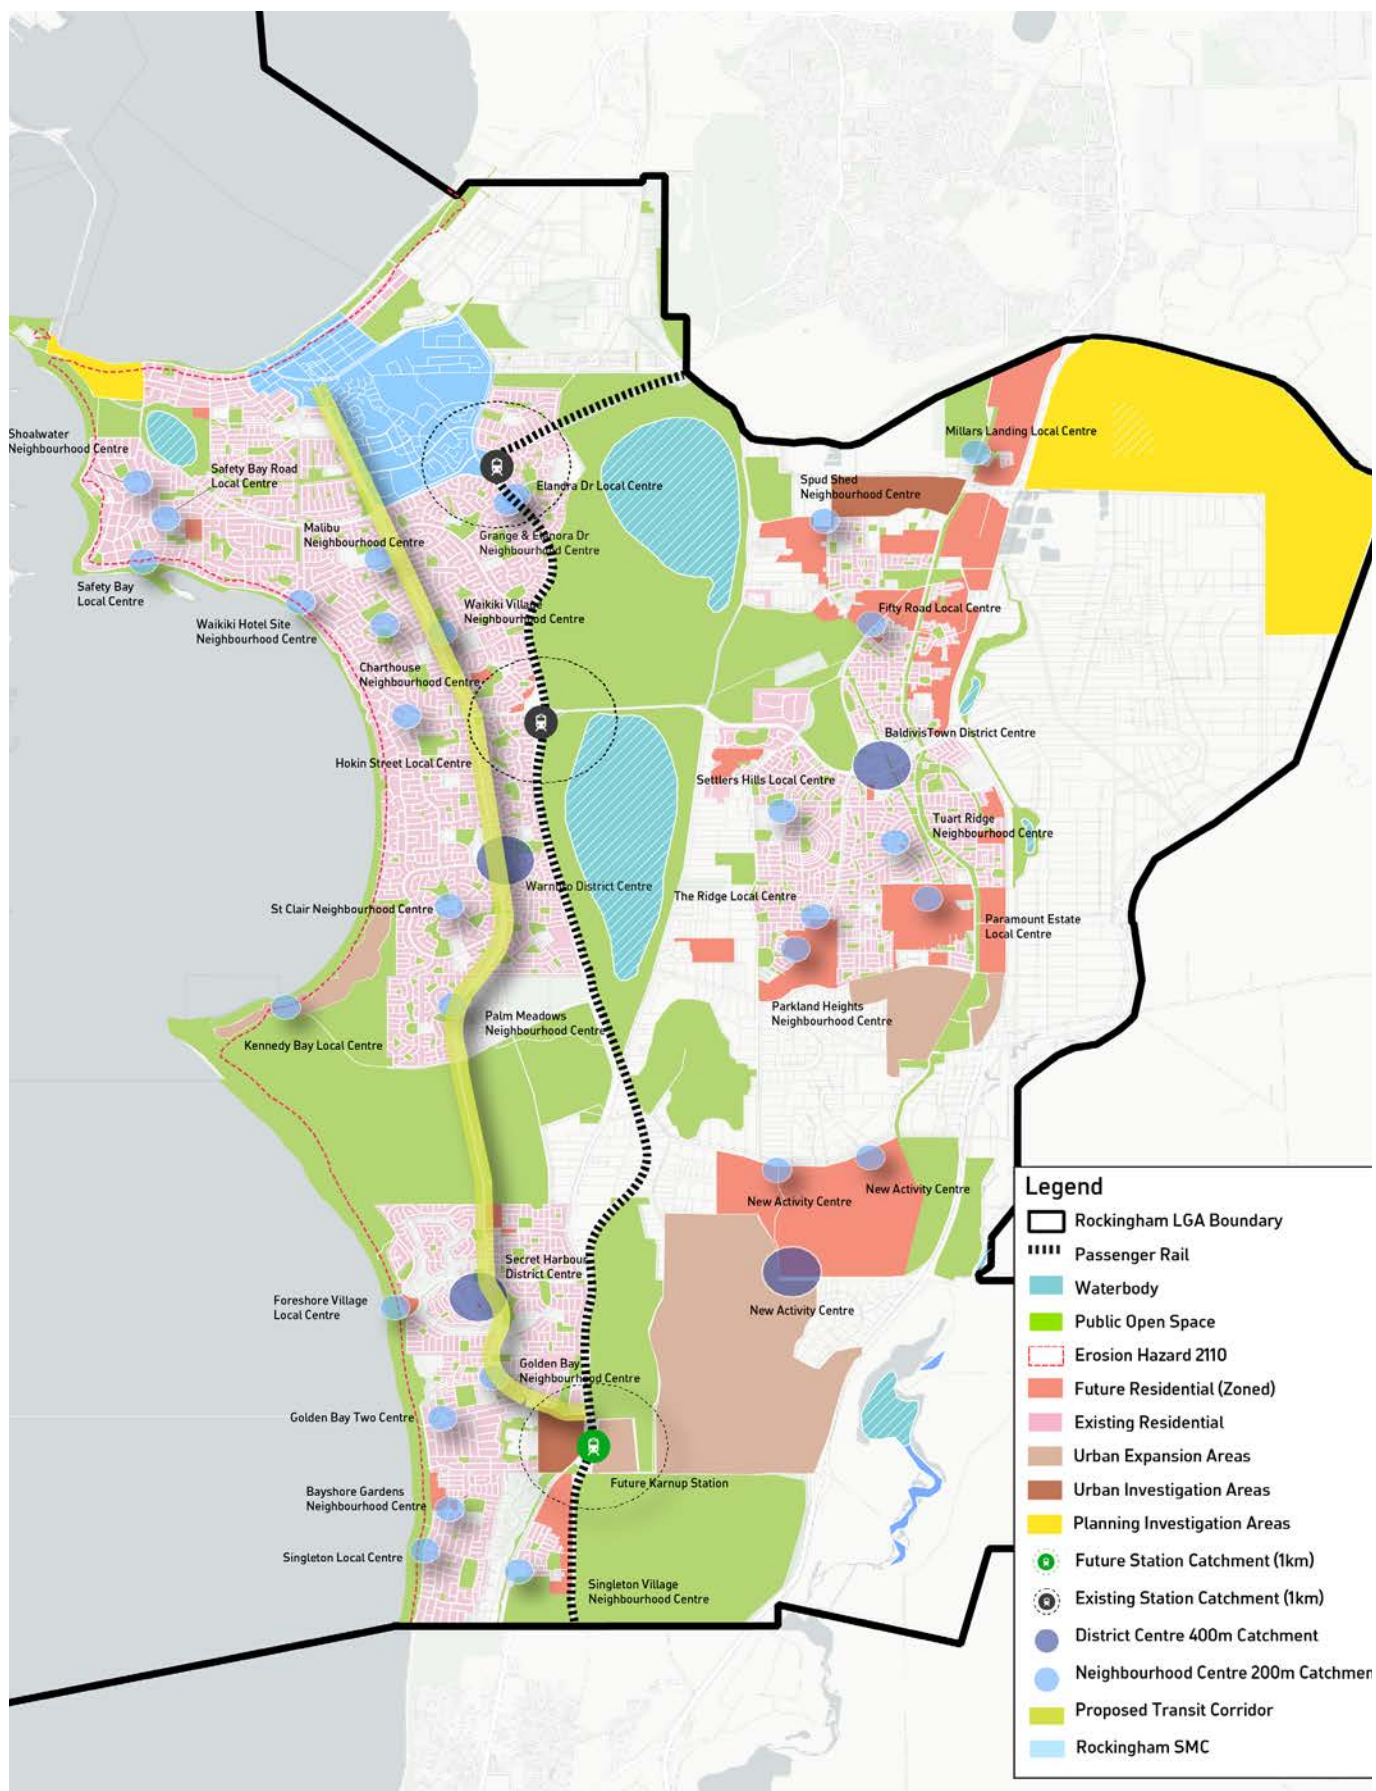 Millars Landing Local Centre
Shoalwater
Neighbourhood Centre
Safety Bay Road
Local Centre
Elanora Dr Local Centre
Spud Shed
Neighbourhood Centre
Malibu
Neighbourhood Centre
Grange & Elanora Dr
Neighbourhood Centre
Safety Bay
Local Centre
Waikiki Village
Neighbourhood Centre
Fifty Road Local Centre
Waikiki Hotel Site
Neighbourhood Centre
Charthouse
Neighbourhood Centre
BaldivisTown District Centre
Hokin Street Local Centre
Settlers Hills Local Centre
Tuart Ridge
Neighbourhood Centre
Warnbro District Centre
The Ridge Local Centre
St Clair Neighbourhood Centre
Paramount Estate
Local Centre
Parkland Heights
Neighbourhood Centre
Palm Meadows
Neighbourhood Centre
Kennedy Bay Local Centre
New Activity Centre
New Activity Centre
Secret Harbour
District Centre
Foreshore Village
Local Centre
New Activity Centre
Golden Bay
Neighbourhood Centre
Golden Bay Two Centre
Future Karnup Station
Bayshore Gardens
Neighbourhood Centre
Singleton Local Centre
Singleton Village
Neighbourhood Centre
Legend
Rockingham LGA Boundary
Passenger Rail
Waterbody
Public Open Space
Erosion Hazard 2110
Future Residential (Zoned)
Existing Residential
Urban Expansion Areas
Urban Investigation Areas
Planning Investigation Areas
Future Station Catchment (1km)
Existing Station Catchment (1km)
District Centre 400m Catchment
Neighbourhood Centre 200m Catchmen
Proposed Transit Corridor
Rockingham SMC